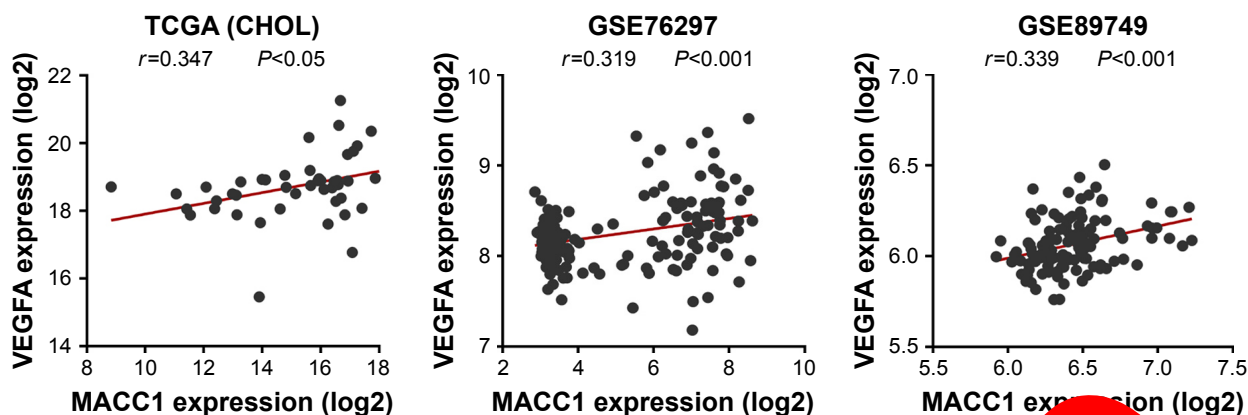 TCGA (CHOL)
r=0.347 P<0.05
22
20
18
16
14
8 10 12 14 16 18
VEGFA expression (log2)
MACC1 expression (log2)
GSE76297
r=0.319 P<0.001
10
9
8
7
2 4 6 8 10
VEGFA expression (log2)
MACC1 expression (log2)
GSE89749
r=0.339 P<0.001
7.0
6.5
6.0
5.5
5.5 6.0 6.5 7.0 7.5
VEGFA expression (log2)
MACC1 (log2)